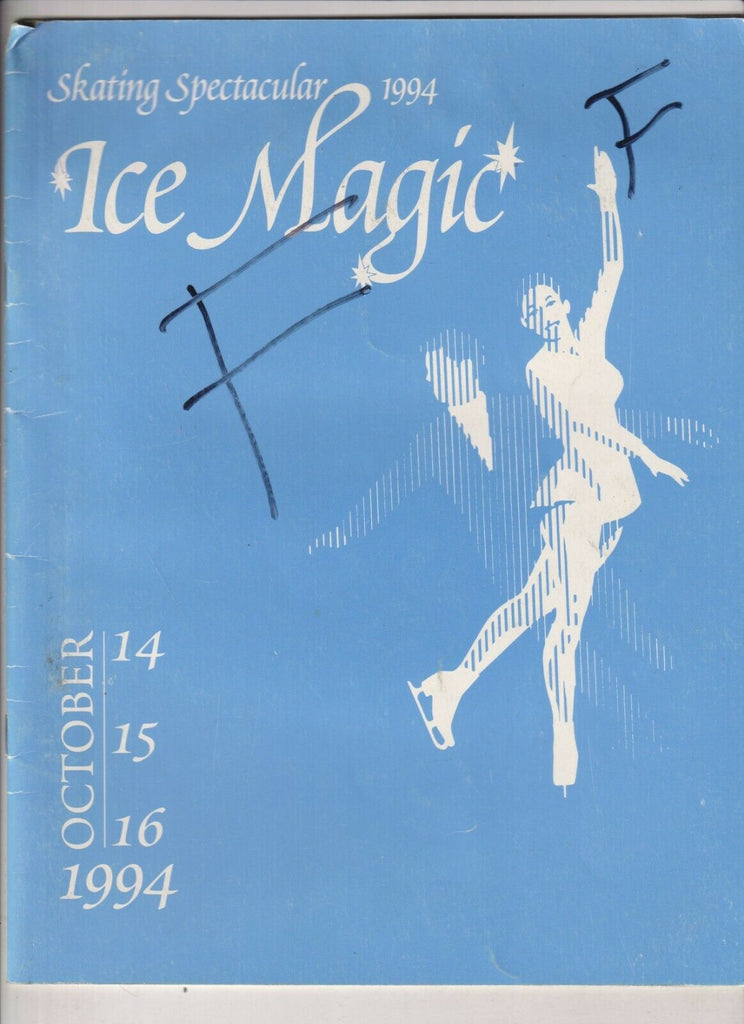 Skating Spectacular 1994
Ice Magic
F
F
OCTOBER
14
15
16
1994